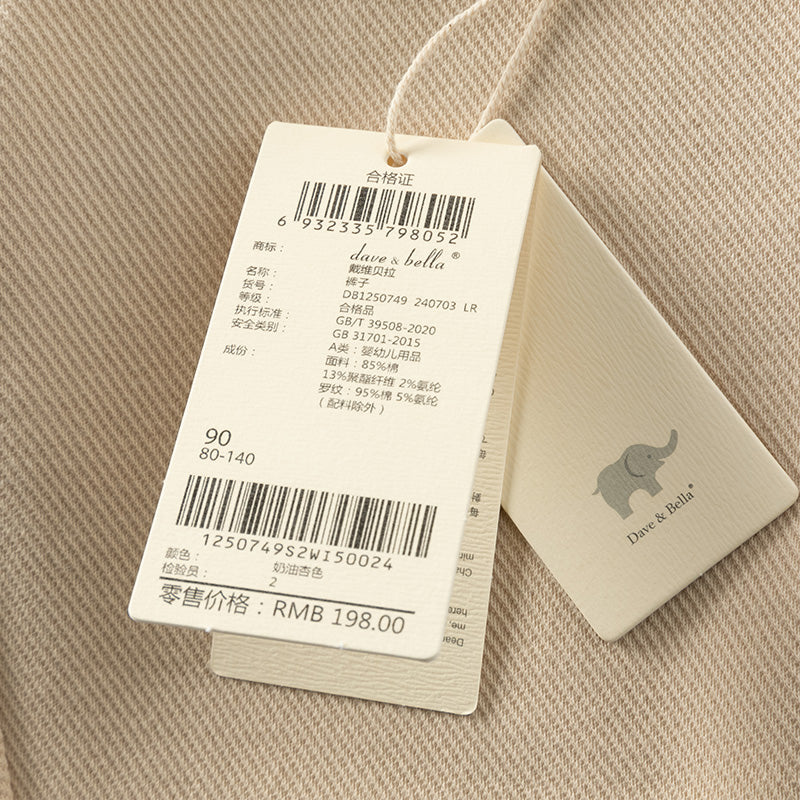 合格证
6 932335 798052
商标： dave & bella®
戴维贝拉
名称： 裤子
货号： DB1250749 240703 LR
等级： 合格品
执行标准： GB/T 39508-2020
GB 31701-2015
安全类别： A类：婴幼儿用品
成份： 面料：85%棉
13%聚酯纤维 2%氨纶
罗纹：95%棉 5%氨纶
(配料除外)
90
80-140
1250749S2WI50024
颜色： 奶油杏色
检验员： 2
零售价格：RMB 198.00
Dave & Bella®
me,
here